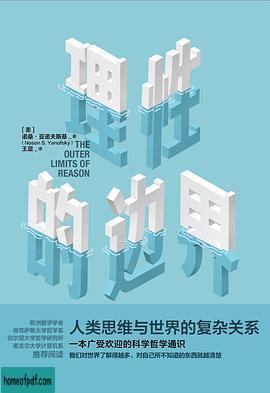 理性
[美]
诺桑·亚诺夫斯基 著
(Noson S. Yanofsky)
王晨 译
THE
OUTER
LIMITS OF
REASON
的边界
人类思维与世界的复杂关系
一本广受欢迎的科学哲学通识
我们对世界了解得越多，对自己所不知道的东西就越清楚
欧洲数学学会
得克萨斯大学哲学系
伯尔尼大学哲学研究所
麦吉尔大学计算机系
推荐阅读
homeofpdf.com
homeofpdf.com